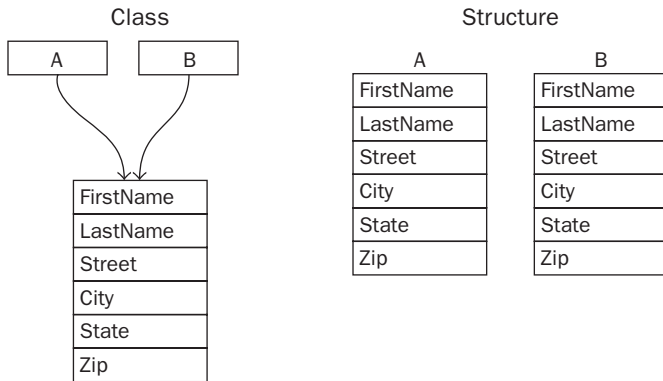 Class
A
B
FirstName
LastName
Street
City
State
Zip
Structure
A
FirstName
LastName
Street
City
State
Zip
B
FirstName
LastName
Street
City
State
Zip